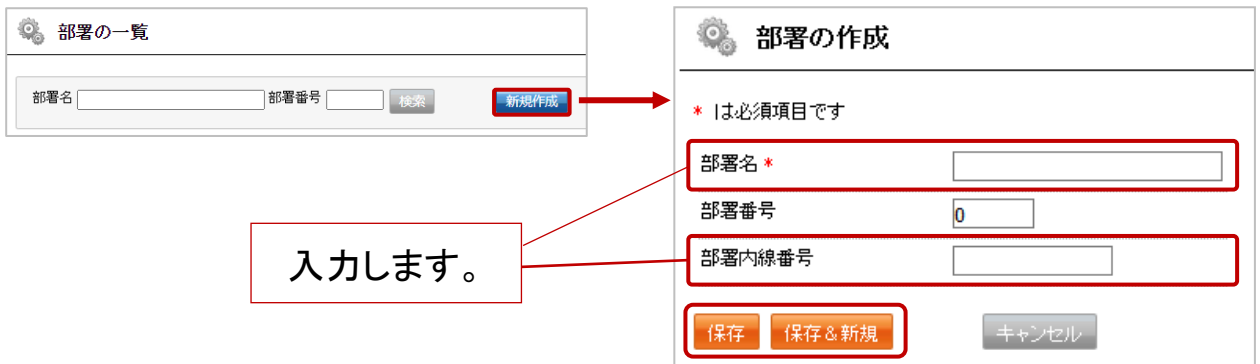 部署の一覧
部署名 部署番号 検索 新規作成
部署の作成
* は必須項目です
部署名 *
部署番号 0
部署内線番号
保存 保存&新規 キャンセル
入力します。